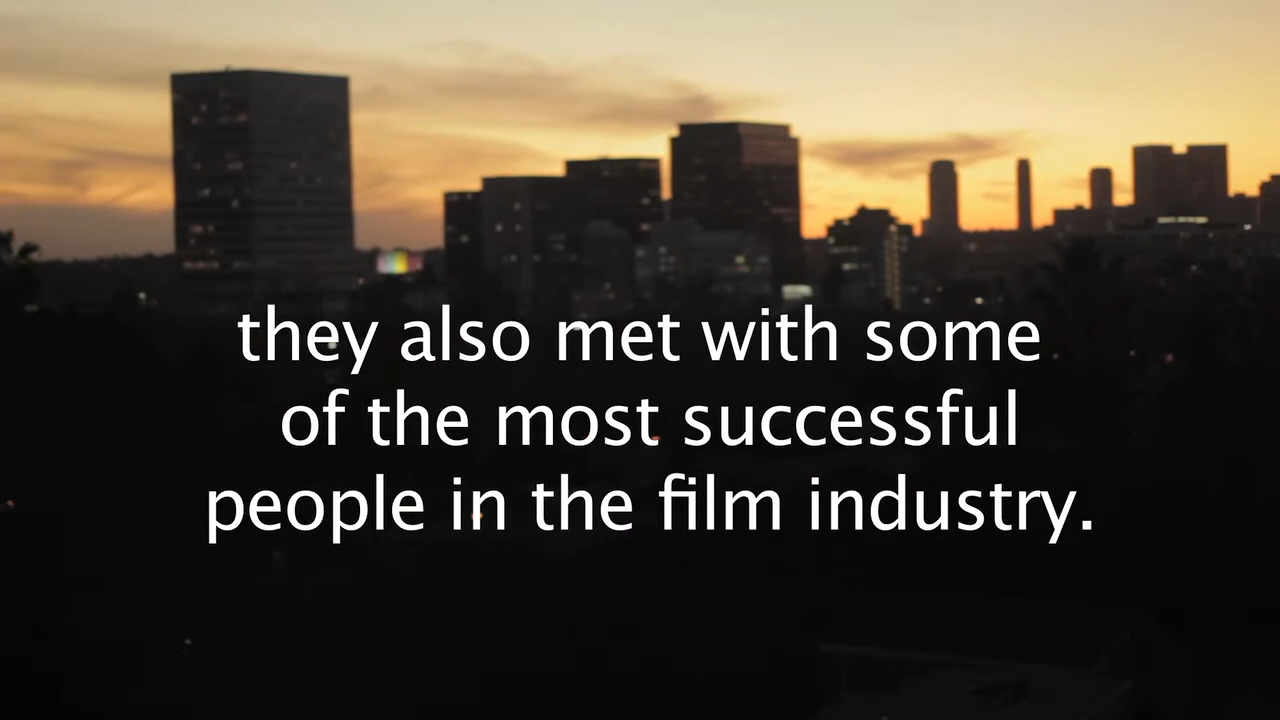 they also met with some
of the most successful
people in the film industry.